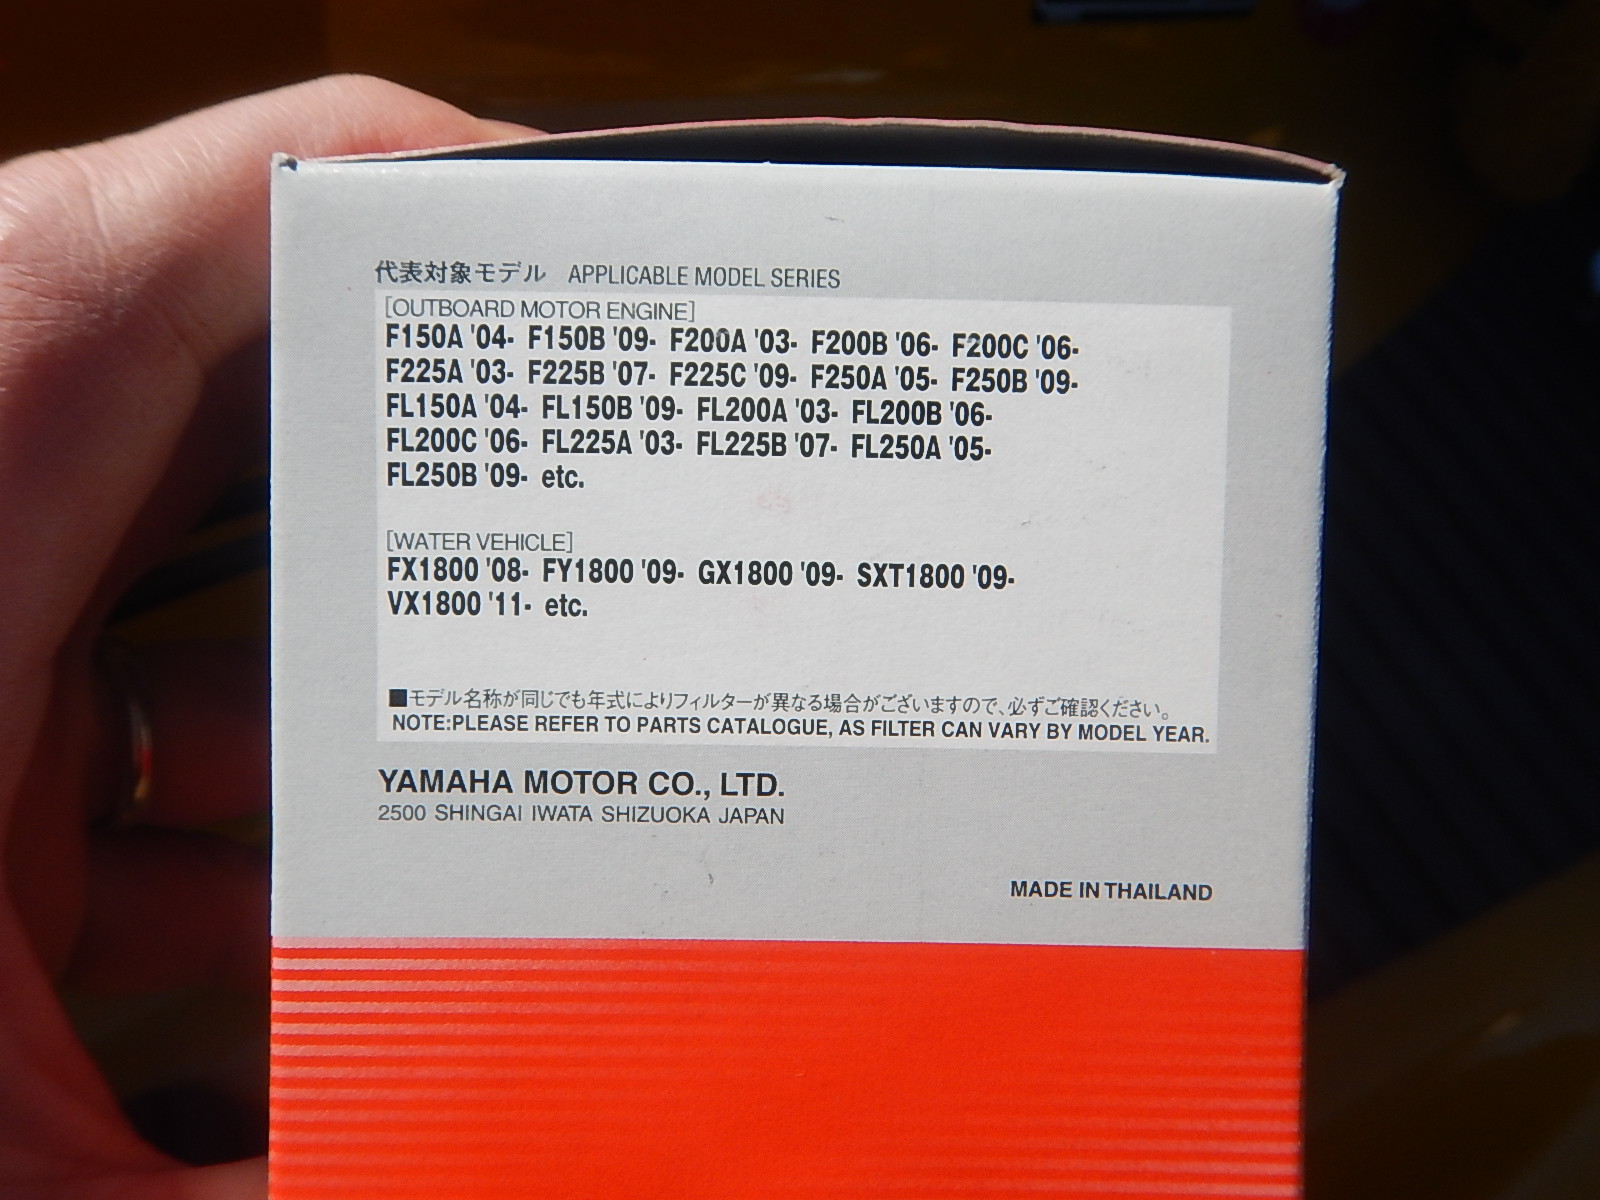 代表対象モデル APPLICABLE MODEL SERIES
[OUTBOARD MOTOR ENGINE]
F150A '04- F150B '09- F200A '03- F200B '06- F200C '06-
F225A '03- F225B '07- F225C '09- F250A '05- F250B '09-
FL150A '04- FL150B '09- FL200A '03- FL200B '06-
FL200C '06- FL225A '03- FL225B '07- FL250A '05-
FL250B '09- etc.
[WATER VEHICLE]
FX1800 '08- FY1800 '09- GX1800 '09- SXT1800 '09-
VX1800 '11- etc.
■モデル名称が同じでも年式によりフィルターが異なる場合がございますので、必ずご確認ください。
NOTE:PLEASE REFER TO PARTS CATALOGUE, AS FILTER CAN VARY BY MODEL YEAR.
YAMAHA MOTOR CO., LTD.
2500 SHINGAI IWATA SHIZUOKA JAPAN
MADE IN THAILAND